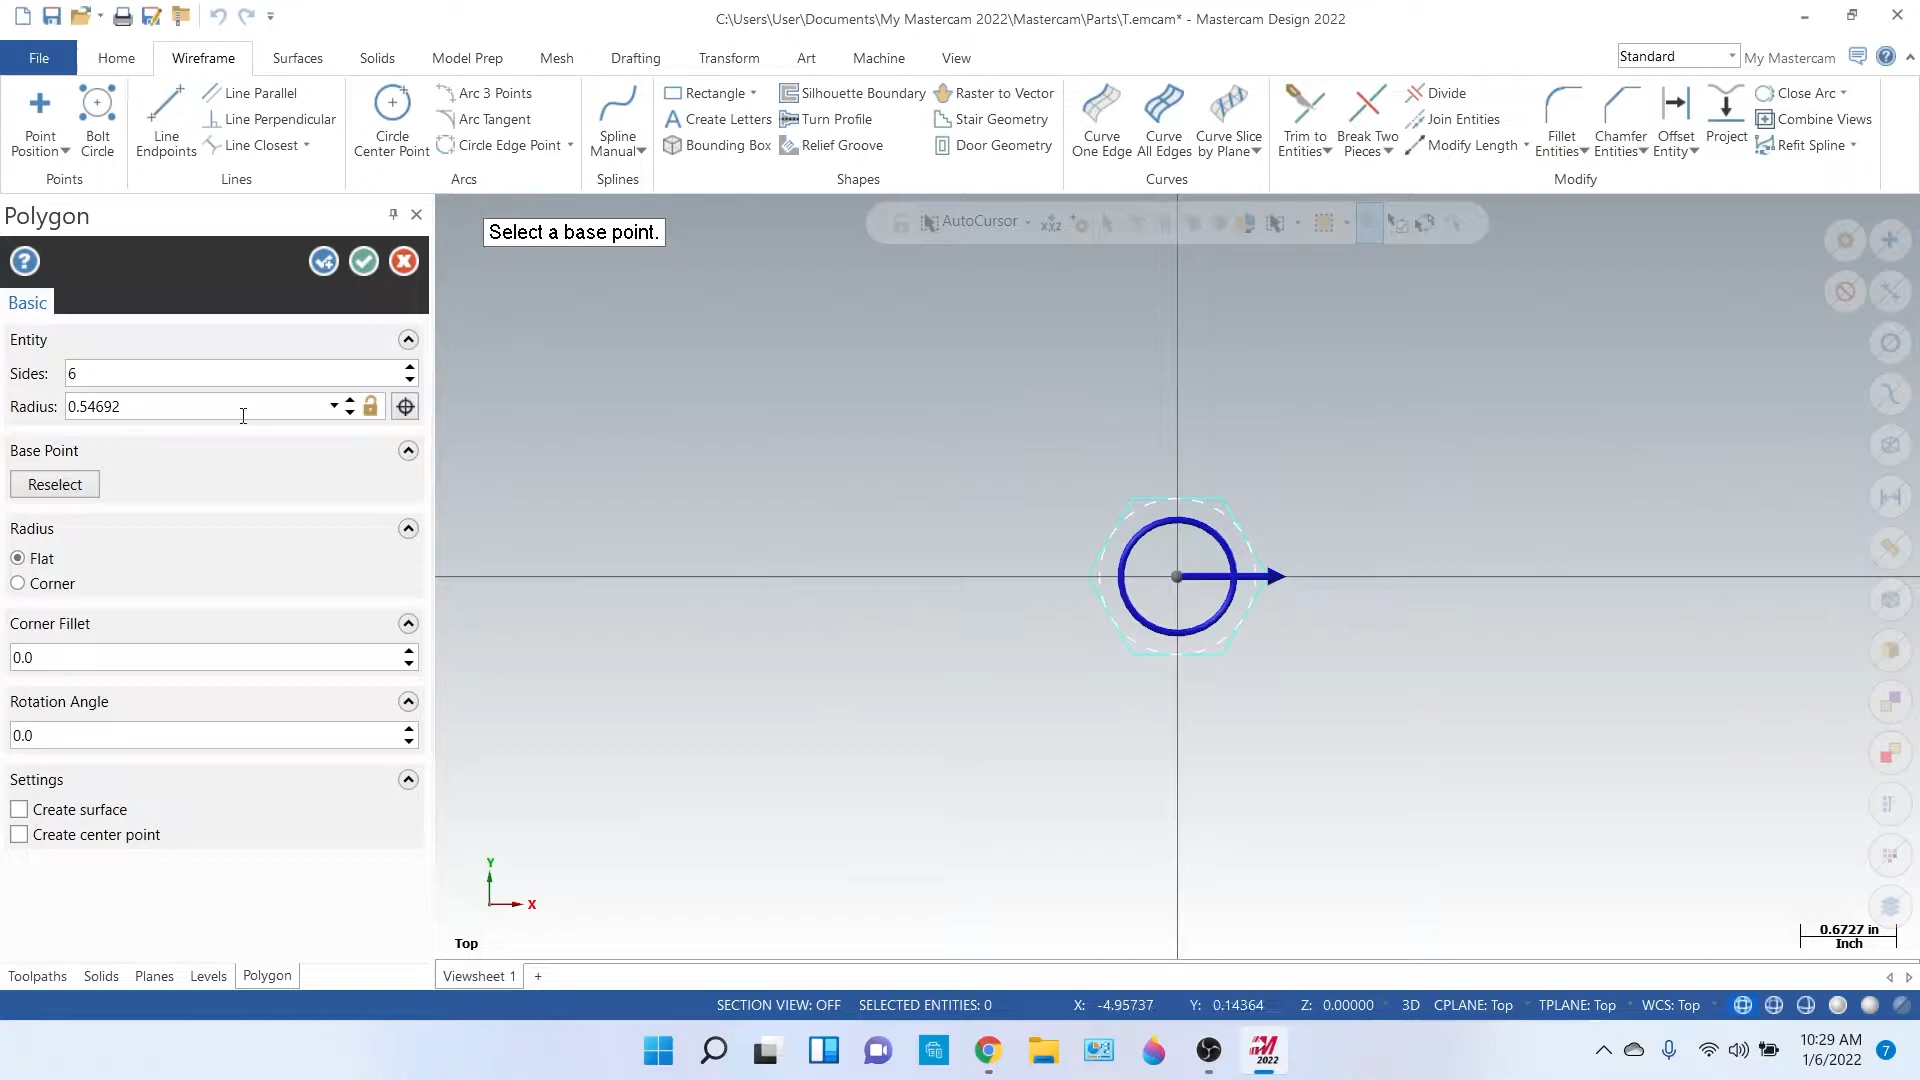 C:\Users\User\Documents\My Mastercam 2022\Mastercam\Parts\T.emcam* - Mastercam Design 2022
File Home Wireframe Surfaces Solids Model Prep Mesh Drafting Transform Art Machine View
Standard My Mastercam
Point Position
Bolt Circle
Points
Line Endpoints
Line Parallel
Line Perpendicular
Line Closest
Lines
Circle Center Point
Arc 3 Points
Arc Tangent
Circle Edge Point
Arcs
Spline Manual
Splines
Rectangle
Create Letters
Bounding Box
Silhouette Boundary
Turn Profile
Relief Groove
Raster to Vector
Stair Geometry
Door Geometry
Shapes
Curve One Edge
Curve All Edges
Curve Slice by Plane
Curves
Trim to Entities
Break Two Pieces
Divide
Join Entities
Modify Length
Fillet Entities
Chamfer Entities
Offset Entity
Project
Close Arc
Combine Views
Refit Spline
Modify
Polygon
Select a base point.
AutoCursor
Basic
Entity
Sides: 6
Radius: 0.54692
Base Point
Reselect
Radius
Flat
Corner
Corner Fillet
0.0
Rotation Angle
0.0
Settings
Create surface
Create center point
Y
X
Top
0.6727 in
Inch
Toolpaths Solids Planes Levels Polygon
Viewsheet 1 +
SECTION VIEW: OFF SELECTED ENTITIES: 0 X: -4.95737 Y: 0.14364 Z: 0.00000 3D CPLANE: Top TPLANE: Top WCS: Top
2022
10:29 AM
1/6/2022
7